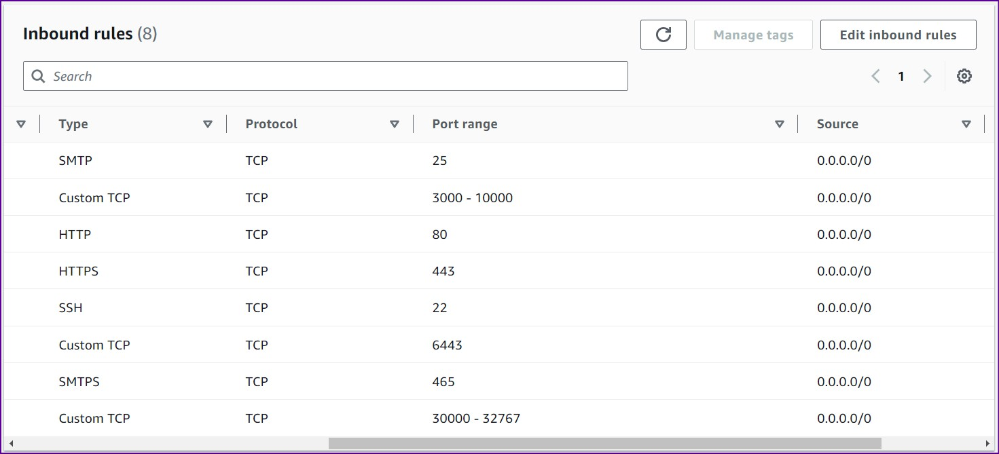 Inbound rules (8)
Manage tags
Edit inbound rules
Search
1
Type Protocol Port range Source
SMTP TCP 25 0.0.0.0/0
Custom TCP TCP 3000 - 10000 0.0.0.0/0
HTTP TCP 80 0.0.0.0/0
HTTPS TCP 443 0.0.0.0/0
SSH TCP 22 0.0.0.0/0
Custom TCP TCP 6443 0.0.0.0/0
SMTPS TCP 465 0.0.0.0/0
Custom TCP TCP 30000 - 32767 0.0.0.0/0